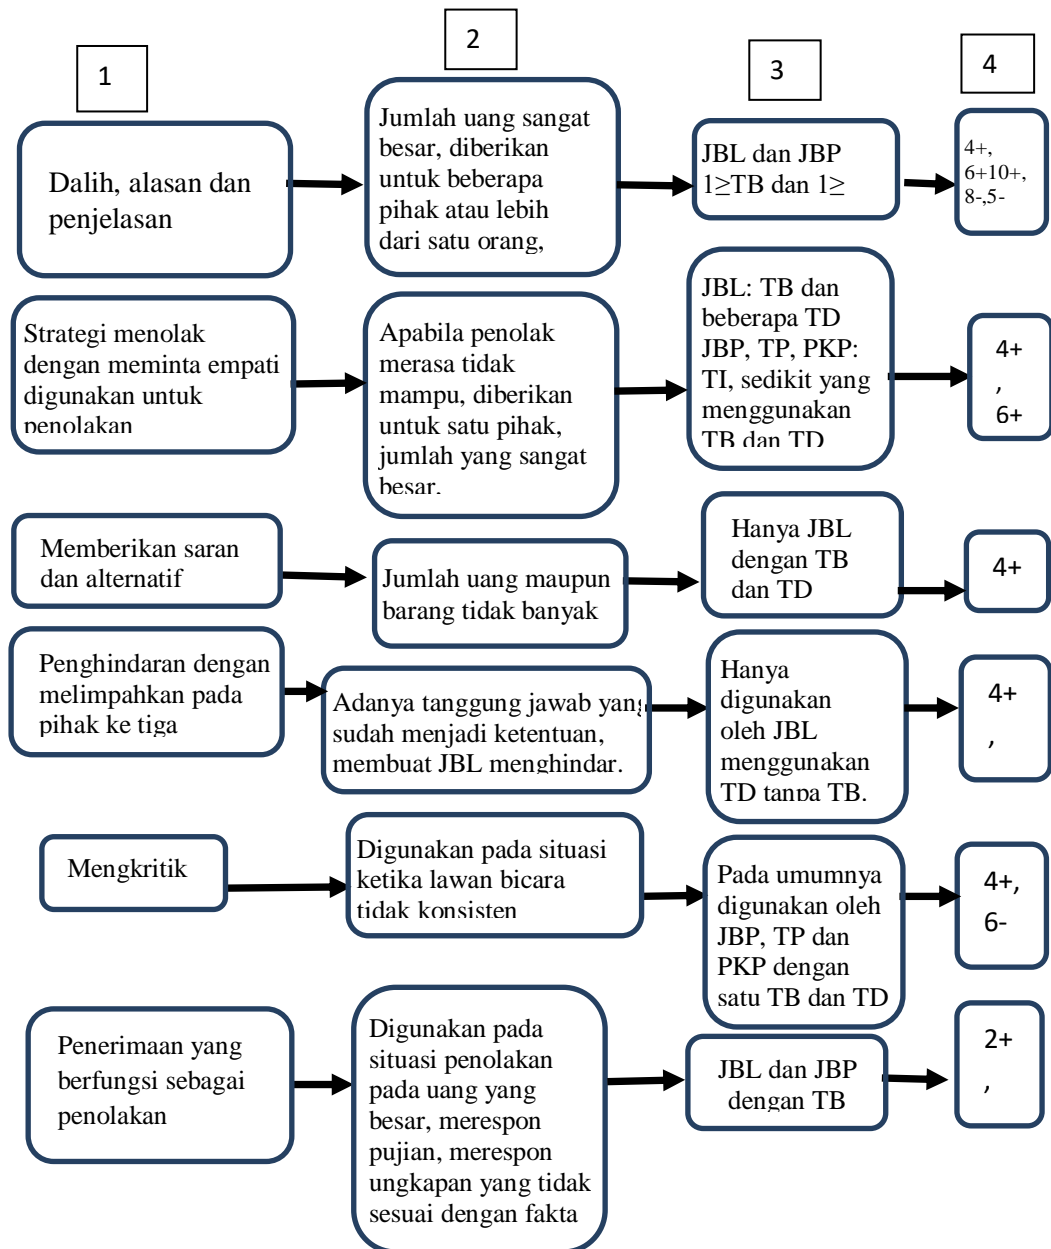 1
2
3
4
Dalih, alasan dan
penjelasan
Jumlah uang sangat
besar, diberikan
untuk beberapa
pihak atau lebih
dari satu orang,
JBL dan JBP
1≥TB dan 1≥
4+,
6+10+,
8-,5-
Strategi menolak
dengan meminta empati
digunakan untuk
penolakan
Apabila penolak
merasa tidak
mampu, diberikan
untuk satu pihak,
jumlah yang sangat
besar.
JBL: TB dan
beberapa TD
JBP, TP, PKP:
TI, sedikit yang
menggunakan
TB dan TD
4+
,
6+
Memberikan saran
dan alternatif
Jumlah uang maupun
barang tidak banyak
Hanya JBL
dengan TB
dan TD
4+
Penghindaran dengan
melimpahkan pada
pihak ke tiga
Adanya tanggung jawab yang
sudah menjadi ketentuan,
membuat JBL menghindar.
Hanya
digunakan
oleh JBL
menggunakan
TD tanpa TB.
4+
,
Mengkritik
Digunakan pada situasi
ketika lawan bicara
tidak konsisten
Pada umumnya
digunakan oleh
JBP, TP dan
PKP dengan
satu TB dan TD
4+,
6-
Penerimaan yang
berfungsi sebagai
penolakan
Digunakan pada
situasi penolakan
pada uang yang
besar, merespon
pujian, merespon
ungkapan yang tidak
sesuai dengan fakta
JBL dan JBP
dengan TB
2+
,